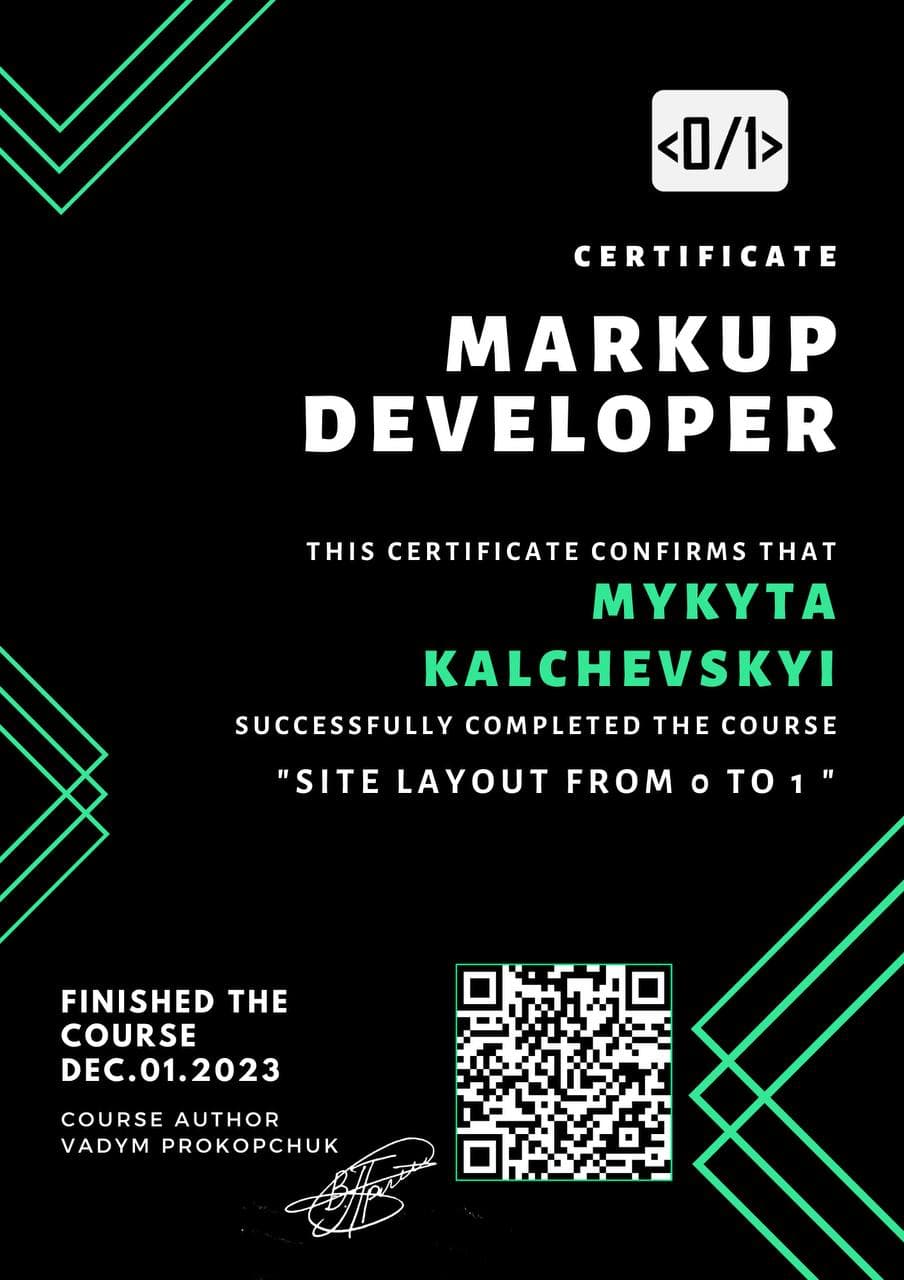 <0/1>
CERTIFICATE
MARKUP
DEVELOPER
THIS CERTIFICATE CONFIRMS THAT
MYKYTA
KALCHEVSKYI
SUCCESSFULLY COMPLETED THE COURSE
"SITE LAYOUT FROM 0 TO 1 "
FINISHED THE
COURSE
DEC.01.2023
COURSE AUTHOR
VADYM PROKOPCHUK